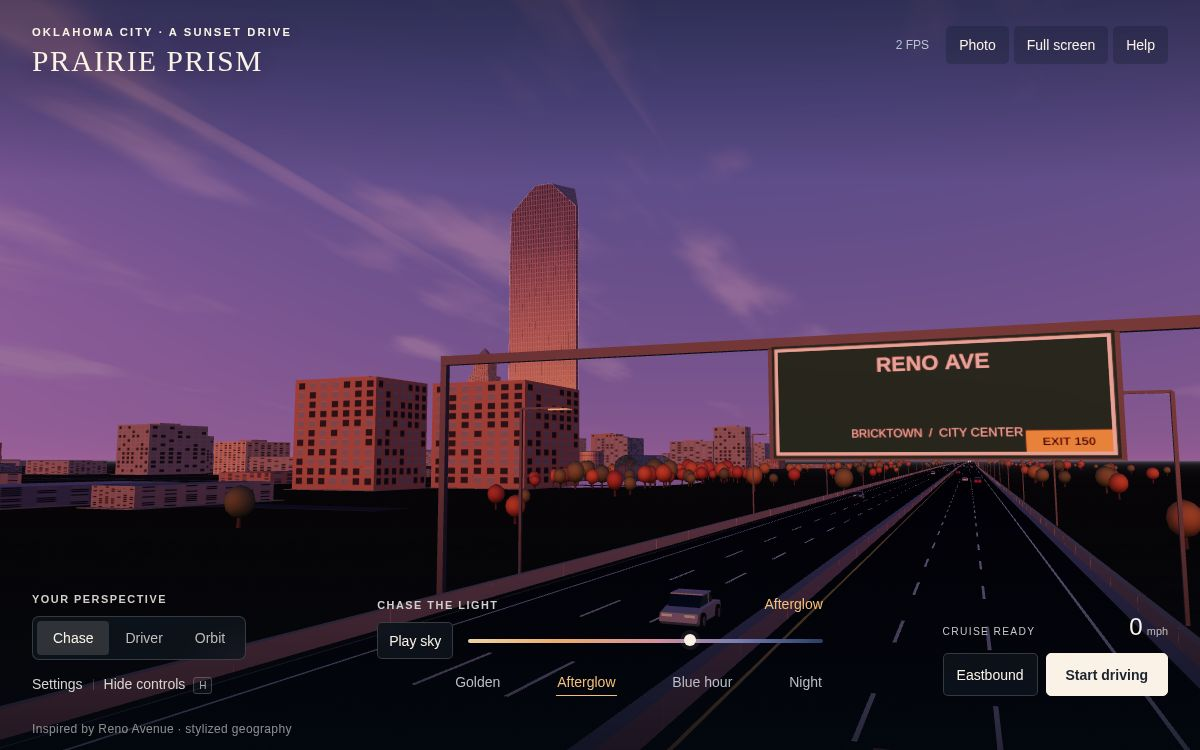 OKLAHOMA CITY · A SUNSET DRIVE
PRAIRIE PRISM
2 FPS
Photo
Full screen
Help
RENO AVE
BRICKTOWN / CITY CENTER
EXIT 150
YOUR PERSPECTIVE
Chase
Driver
Orbit
Settings
Hide controls H
CHASE THE LIGHT
Afterglow
Play sky
Golden
Afterglow
Blue hour
Night
CRUISE READY
0 mph
Eastbound
Start driving
Inspired by Reno Avenue · stylized geography